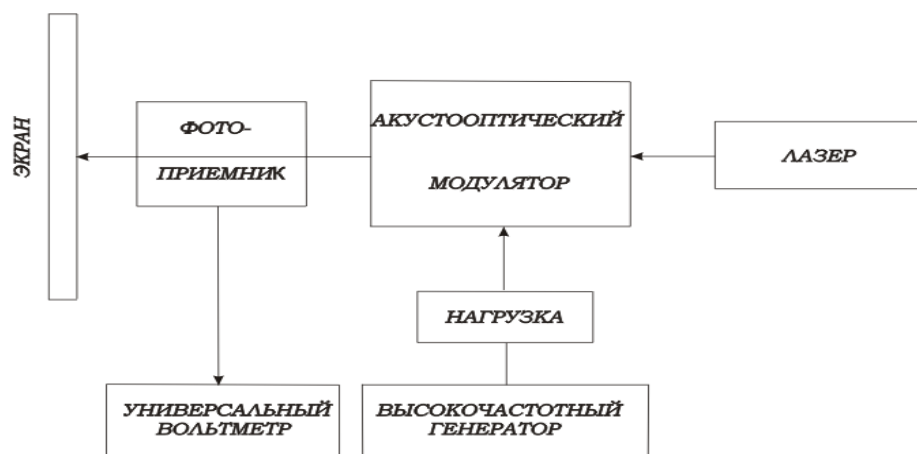 ЭКРАН
ФОТО-
ПРИЕМНИК
АКУСТООПТИЧЕСКИЙ
МОДУЛЯТОР
ЛАЗЕР
НАГРУЗКА
УНИВЕРСАЛЬНЫЙ
ВОЛЬТМЕТР
ВЫСОКОЧАСТОТНЫЙ
ГЕНЕРАТОР